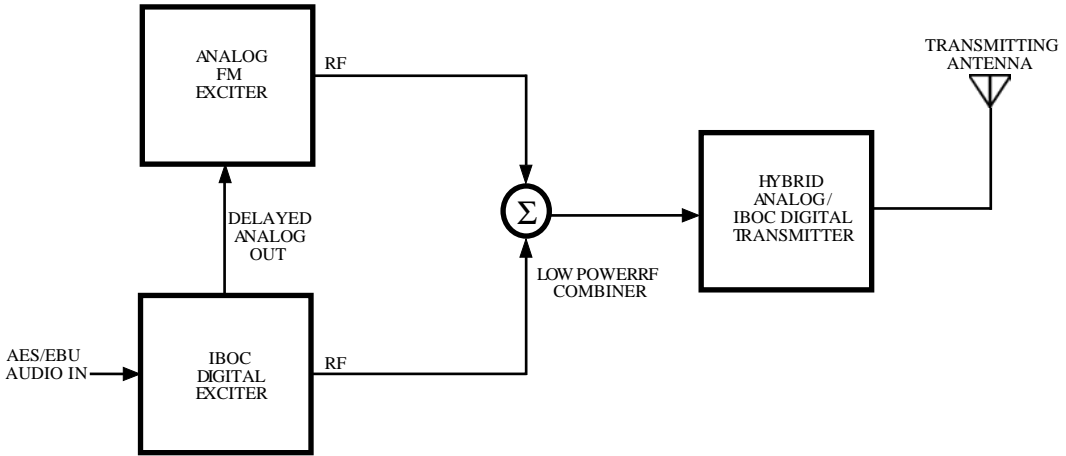 ANALOG
FM
EXCITER
RF
TRANSMITTING
ANTENNA
HYBRID
ANALOG/
IBOC DIGITAL
TRANSMITTER
Σ
DELAYED
ANALOG
OUT
LOW POWERRF
COMBINER
AES/EBU
AUDIO IN
IBOC
DIGITAL
EXCITER
RF